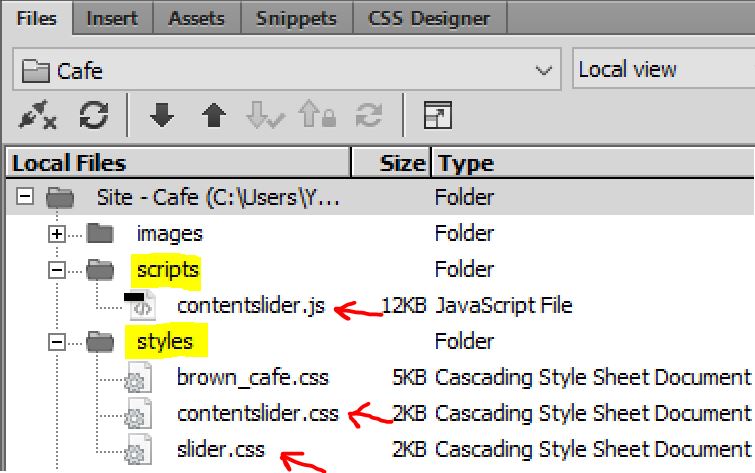 Files Insert Assets Snippets CSS Designer
Cafe Local view
Local Files Size Type
Site - Cafe (C:\Users\Y... Folder
images Folder
scripts Folder
contentslider.js 12KB JavaScript File
styles Folder
brown_cafe.css 5KB Cascading Style Sheet Document
contentslider.css 2KB Cascading Style Sheet Document
slider.css 2KB Cascading Style Sheet Document